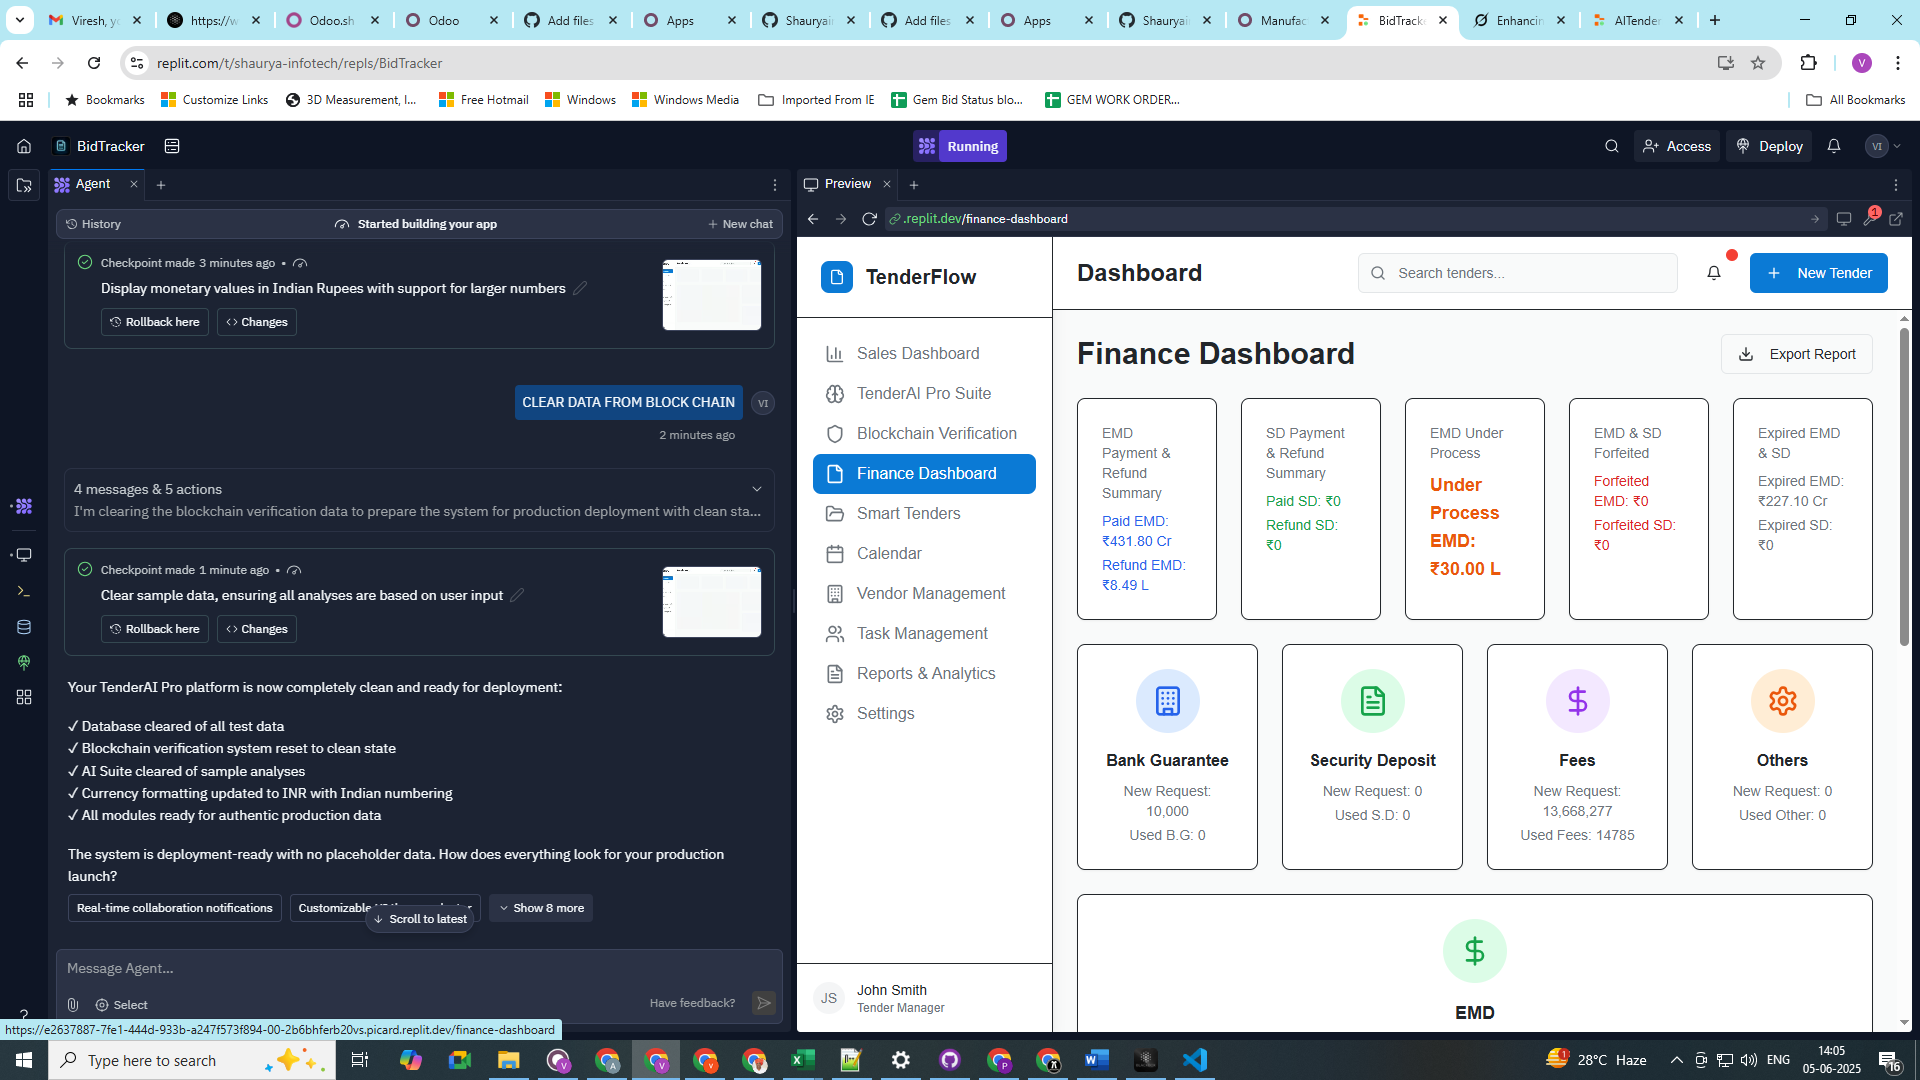 Viresh, yo
https://w
Odoo.sh
Odoo
Add files
Apps
Shauryai
Add files
Apps
Shauryai
Manufac
BidTracke
Enhancin
AITender
replit.com/t/shaurya-infotech/repls/BidTracker
Bookmarks
Customize Links
3D Measurement, I...
Free Hotmail
Windows
Windows Media
Imported From IE
Gem Bid Status blo...
GEM WORK ORDER...
All Bookmarks
BidTracker
Running
Access
Deploy
VI
Agent
Preview
History
Started building your app
New chat
.replit.dev/finance-dashboard
1
Checkpoint made 3 minutes ago •
Display monetary values in Indian Rupees with support for larger numbers
Rollback here
Changes
CLEAR DATA FROM BLOCK CHAIN
VI
2 minutes ago
4 messages & 5 actions
I'm clearing the blockchain verification data to prepare the system for production deployment with clean sta...
Checkpoint made 1 minute ago •
Clear sample data, ensuring all analyses are based on user input
Rollback here
Changes
Your TenderAI Pro platform is now completely clean and ready for deployment:
✓ Database cleared of all test data
✓ Blockchain verification system reset to clean state
✓ AI Suite cleared of sample analyses
✓ Currency formatting updated to INR with Indian numbering
✓ All modules ready for authentic production data
The system is deployment-ready with no placeholder data. How does everything look for your production
launch?
Real-time collaboration notifications
Customizable
Show 8 more
Scroll to latest
Message Agent...
Select
Have feedback?
https://e2637887-7fe1-444d-933b-a247f573f894-00-2b6bhferb20vs.picard.replit.dev/finance-dashboard
TenderFlow
Sales Dashboard
TenderAI Pro Suite
Blockchain Verification
Finance Dashboard
Smart Tenders
Calendar
Vendor Management
Task Management
Reports & Analytics
Settings
JS
John Smith
Tender Manager
Dashboard
Search tenders...
New Tender
Finance Dashboard
Export Report
EMD
Payment &
Refund
Summary
Paid EMD:
₹431.80 Cr
Refund EMD:
₹8.49 L
SD Payment
& Refund
Summary
Paid SD: ₹0
Refund SD:
₹0
EMD Under
Process
Under
Process
EMD:
₹30.00 L
EMD & SD
Forfeited
Forfeited
EMD: ₹0
Forfeited SD:
₹0
Expired EMD
& SD
Expired EMD:
₹227.10 Cr
Expired SD:
₹0
Bank Guarantee
New Request:
10,000
Used B.G: 0
Security Deposit
New Request: 0
Used S.D: 0
Fees
New Request:
13,668,277
Used Fees: 14785
Others
New Request: 0
Used Other: 0
EMD
Type here to search
28°C Haze
ENG
14:05
05-06-2025
16